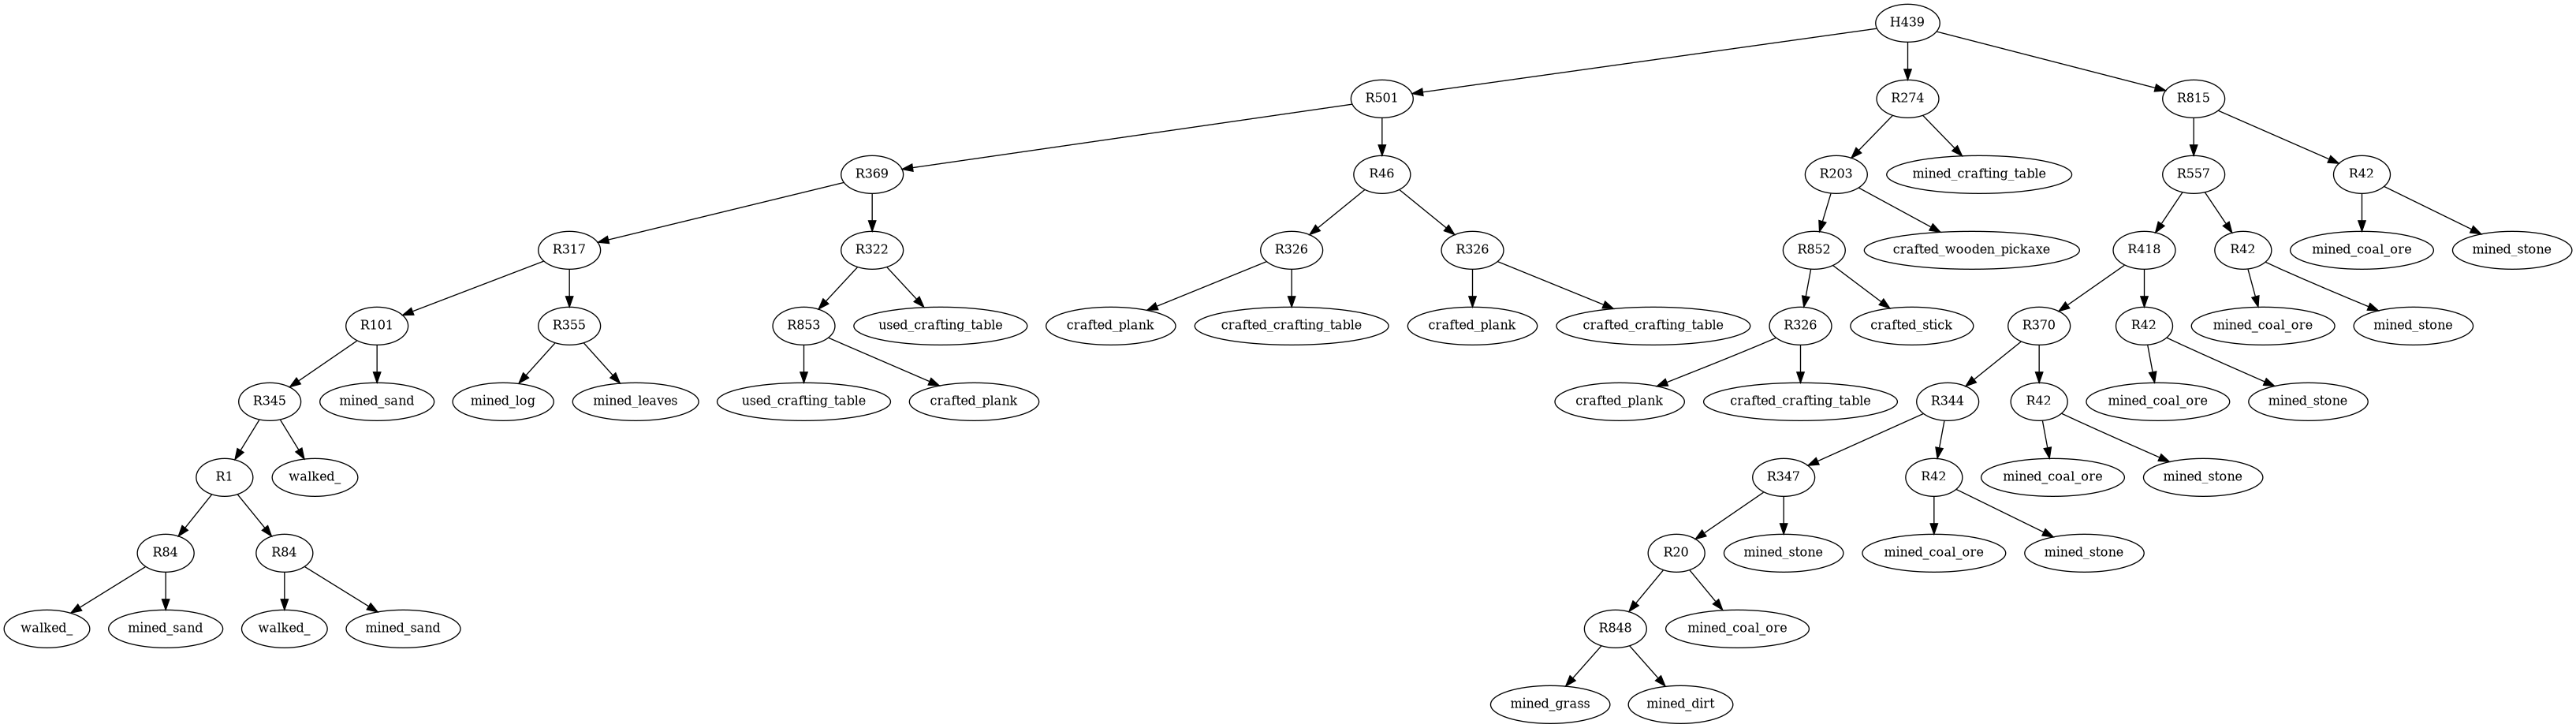 H439
R501
R274
R815
R369
R46
R203
mined_crafting_table
R557
R42
R317
R322
R326
R326
R852
crafted_wooden_pickaxe
R418
R42
mined_coal_ore
mined_stone
R101
R355
R853
used_crafting_table
crafted_plank
crafted_crafting_table
crafted_plank
crafted_crafting_table
R326
crafted_stick
R370
R42
mined_coal_ore
mined_stone
R345
mined_sand
mined_log
mined_leaves
used_crafting_table
crafted_plank
crafted_plank
crafted_crafting_table
R344
R42
mined_coal_ore
mined_stone
R1
walked_
R347
R42
mined_coal_ore
mined_stone
R84
R84
R20
mined_stone
mined_coal_ore
mined_stone
walked_
mined_sand
walked_
mined_sand
R848
mined_coal_ore
mined_grass
mined_dirt